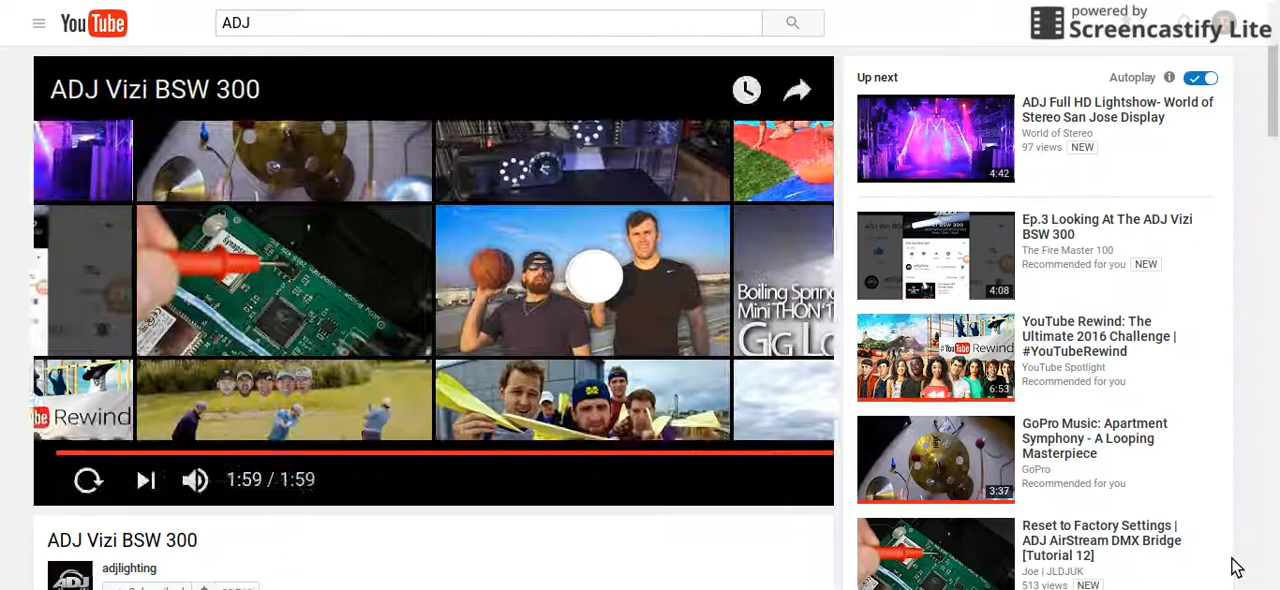 YouTube
ADJ
powered by
Screencastify Lite
ADJ Vizi BSW 300
Boiling Spring
Mini THON'T
Gig Lo
Rewind
1:59 / 1:59
ADJ Vizi BSW 300
ADJ
adjlighting
Up next
Autoplay
4:42
ADJ Full HD Lightshow- World of
Stereo San Jose Display
World of Stereo
97 views NEW
4:08
Ep.3 Looking At The ADJ Vizi
BSW 300
The Fire Master 100
Recommended for you NEW
#YouTube
Rewind
6:53
YouTube Rewind: The
Ultimate 2016 Challenge |
#YouTubeRewind
YouTube Spotlight
Recommended for you
3:37
GoPro Music: Apartment
Symphony - A Looping
Masterpiece
GoPro
Recommended for you
Reset to Factory Settings |
ADJ AirStream DMX Bridge
[Tutorial 12]
Joe | JLDJUK
513 views NEW